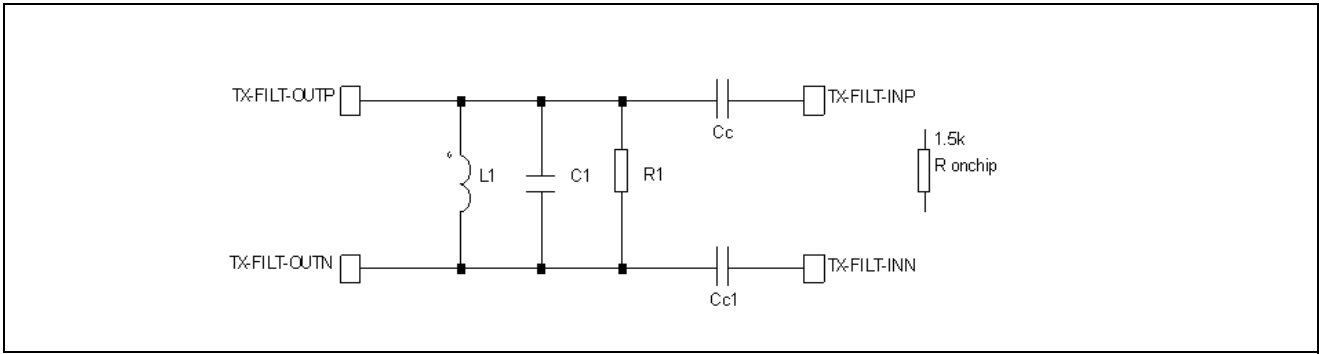 TX-FILT-OUTP
TX-FILT-INP
Cc
1.5k
R onchip
L1
C1
R1
TX-FILT-OUTN
TX-FILT-INN
Cc1